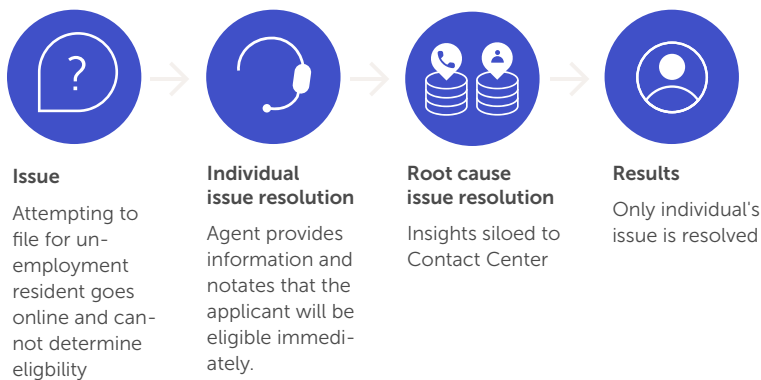 ?
Issue
Attempting to
file for un-
employment
resident goes
online and can-
not determine
eligbility
Individual
issue resolution
Agent provides
information and
notates that the
applicant will be
eligible immedi-
ately.
Root cause
issue resolution
Insights siloed to
Contact Center
Results
Only individual's
issue is resolved